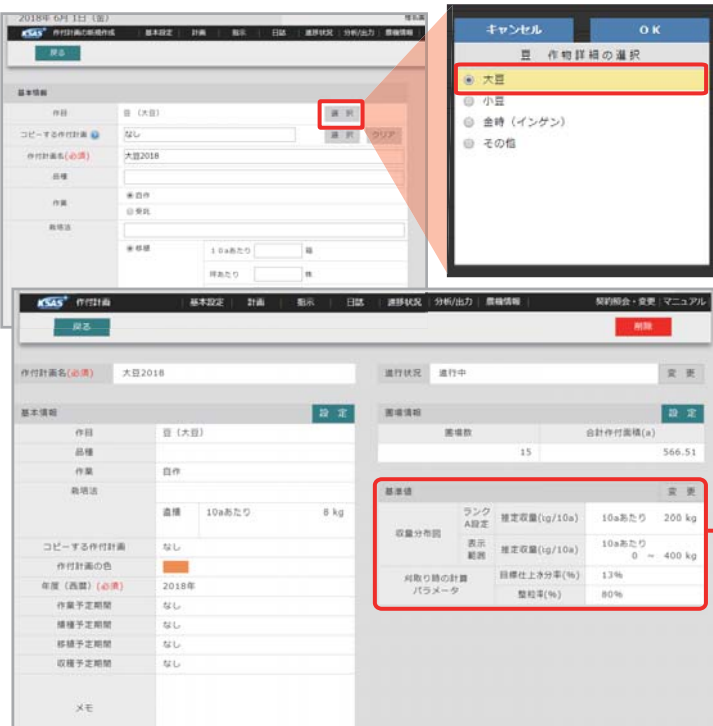 2018年 6月 1日 (金)
KSAS 作付計画の新規作成 基本設定 計画 指示 日誌 進捗状況 分析/出力 農機情報
戻る
基本情報
作目 豆 (大豆) 選 択
コピーする作付計画 なし 選 択 クリア
作付計画名(必須) 大豆2018
品種
作業 自作
受託
栽培法
移植 10aあたり 箱
坪あたり 株
キャンセル OK
豆 作物詳細の選択
大豆
小豆
金時 (インゲン)
その他
KSAS 作付計画 基本設定 計画 指示 日誌 進捗状況 分析/出力 農機情報 契約照会・変更 マニュアル
戻る 削除
作付計画名(必須) 大豆2018 進行状況 進行中 変 更
基本情報 設 定
作目 豆 (大豆)
品種
作業 自作
栽培法
直播 10aあたり 8 kg
コピーする作付計画 なし
作付計画の色
年度 (西暦) (必須) 2018年
作業予定期間 なし
播種予定期間 なし
移植予定期間 なし
収穫予定期間 なし
メモ
圃場情報 設 定
圃場数 合計作付面積(a)
15 566.51
基準値 変 更
収量分布図 ランクA設定 推定収量(kg/10a) 10aあたり 200 kg
表示範囲 推定収量(kg/10a) 10aあたり 0 ~ 400 kg
刈取り時の計算パラメータ 目標仕上水分率(%) 13%
整粒率(%) 80%